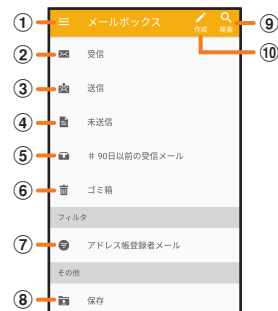 ① メールボックス 作成 検索 ⑨
⑩
② 受信
③ 送信
④ 未送信
⑤ # 90日以前の受信メール
⑥ ゴミ箱
フィルタ
⑦ アドレス帳登録者メール
その他
⑧ 保存